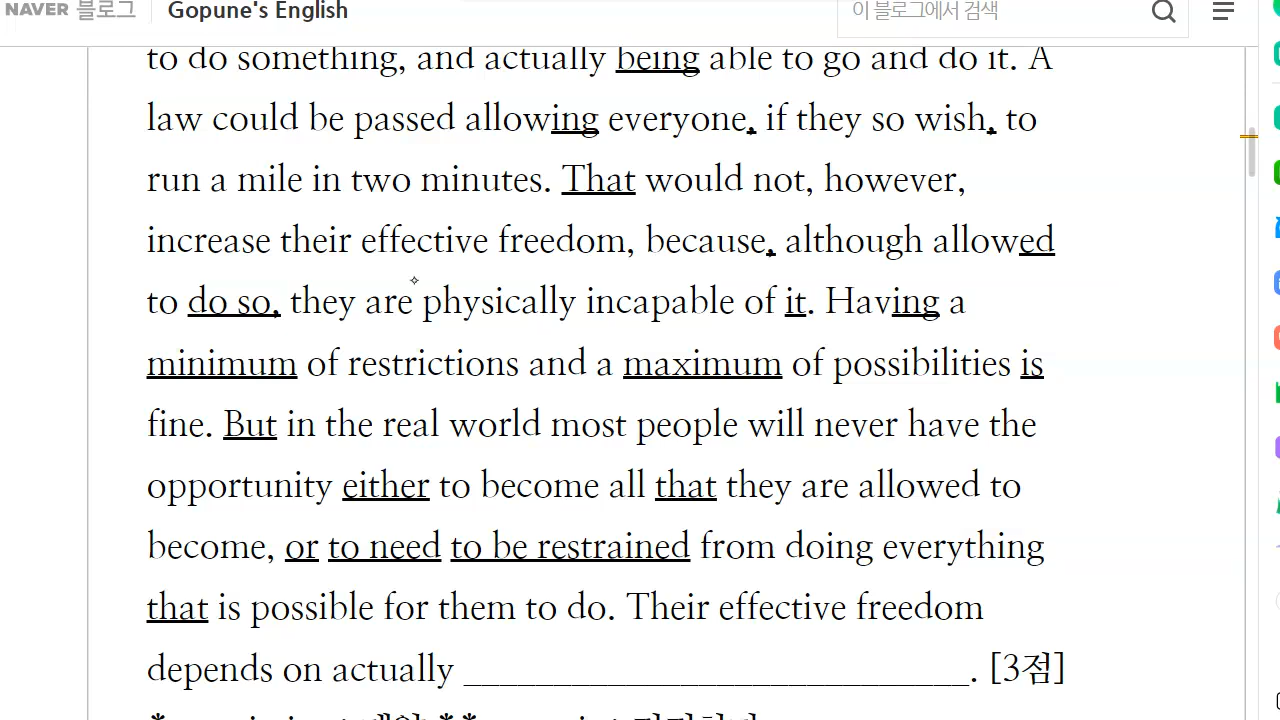 NAVER 블로그
Gopune's English
이 블로그에서 검색
to do something, and actually being able to go and do it. A
law could be passed allowing everyone, if they so wish, to
run a mile in two minutes. That would not, however,
increase their effective freedom, because, although allowed
to do so, they are physically incapable of it. Having a
minimum of restrictions and a maximum of possibilities is
fine. But in the real world most people will never have the
opportunity either to become all that they are allowed to
become, or to need to be restrained from doing everything
that is possible for them to do. Their effective freedom
depends on actually ____________________________. [3점]